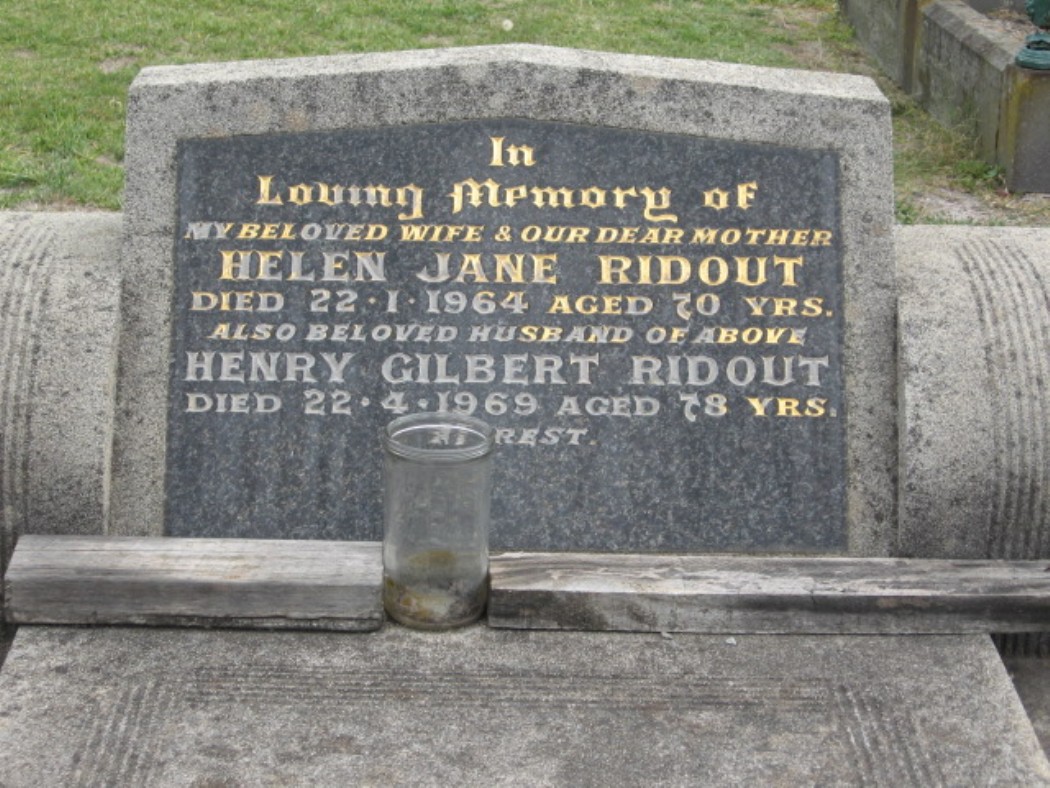 In
Loving Memory of
MY BELOVED WIFE & OUR DEAR MOTHER
HELEN JANE RIDOUT
DIED 22·1·1964 AGED 70 YRS.
ALSO BELOVED HUSBAND OF ABOVE
HENRY GILBERT RIDOUT
DIED 22·4·1969 AGED 78 YRS.
AT REST.